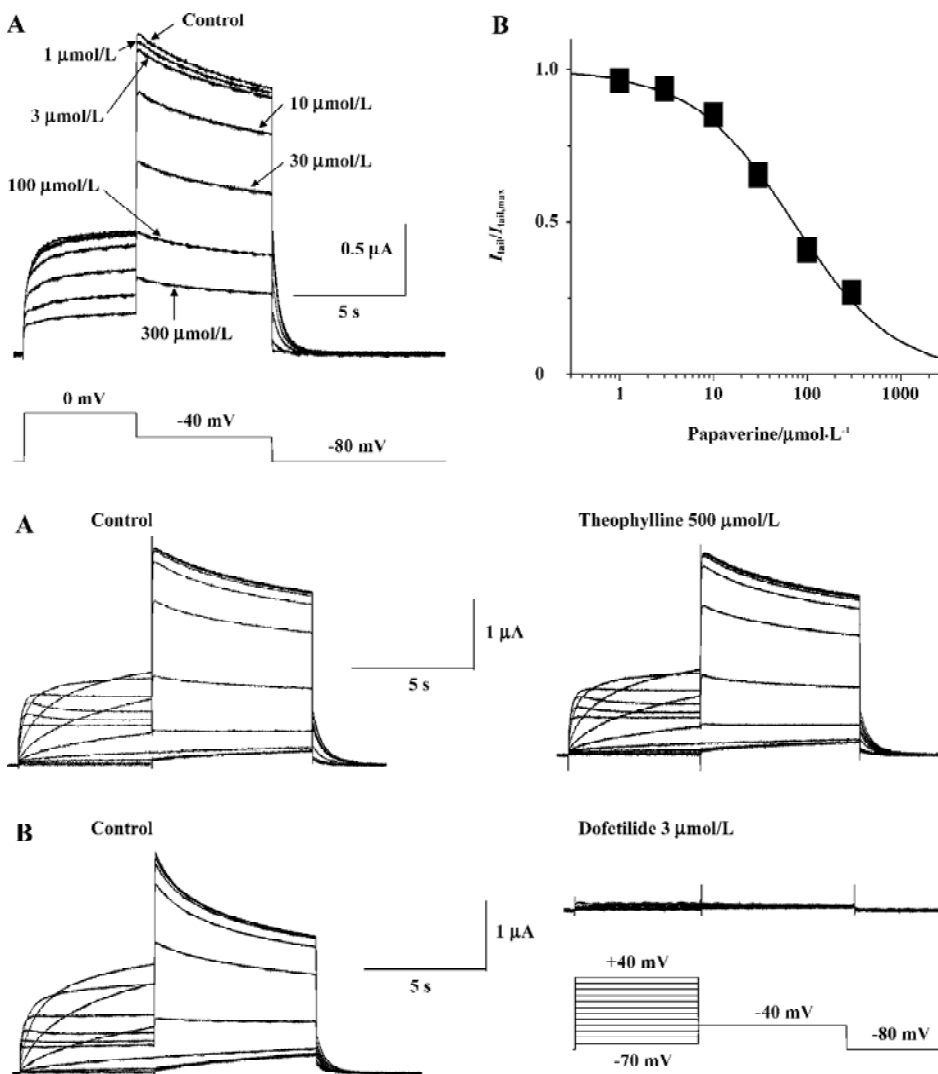 A
Control
1 μmol/L
3 μmol/L
10 μmol/L
30 μmol/L
100 μmol/L
0.5 μA
5 s
300 μmol/L
0 mV
-40 mV
-80 mV
B
1.0
0.5
0
Itail/Itail,max
1 10 100 1000
Papaverine/μmol·L⁻¹
A
Control
Theophylline 500 μmol/L
1 μA
5 s
B
Control
Dofetilide 3 μmol/L
1 μA
5 s
+40 mV
-40 mV
-80 mV
-70 mV